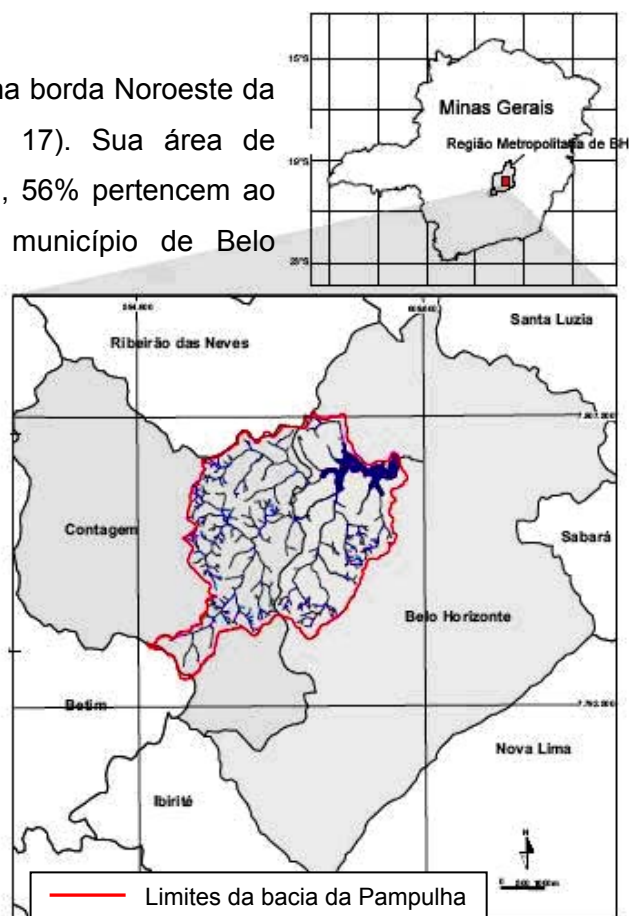 na borda Noroeste da
17). Sua área de
, 56% pertencem ao
município de Belo
15°S
Minas Gerais
Região Metropolitana de BH
19°S
Santa Luzia
Ribeirão das Neves
Contagem
Sabará
Belo Horizonte
Betim
Nova Lima
Ibirité
N
Limites da bacia da Pampulha